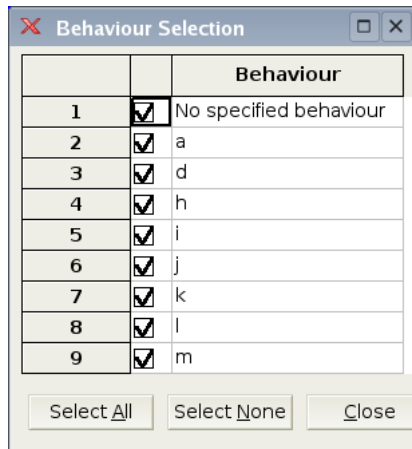 Behaviour Selection
Behaviour
1 No specified behaviour
2 a
3 d
4 h
5 i
6 j
7 k
8 l
9 m
Select All Select None Close